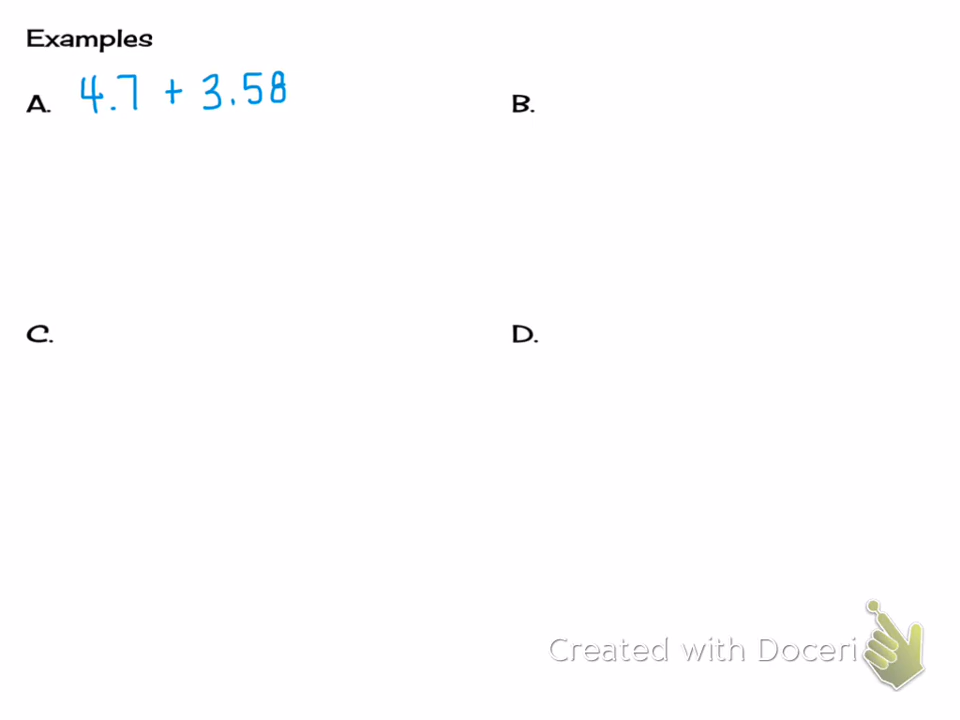 Examples
A. 4.7 + 3.58
B.
C.
D.
Created with Doceri